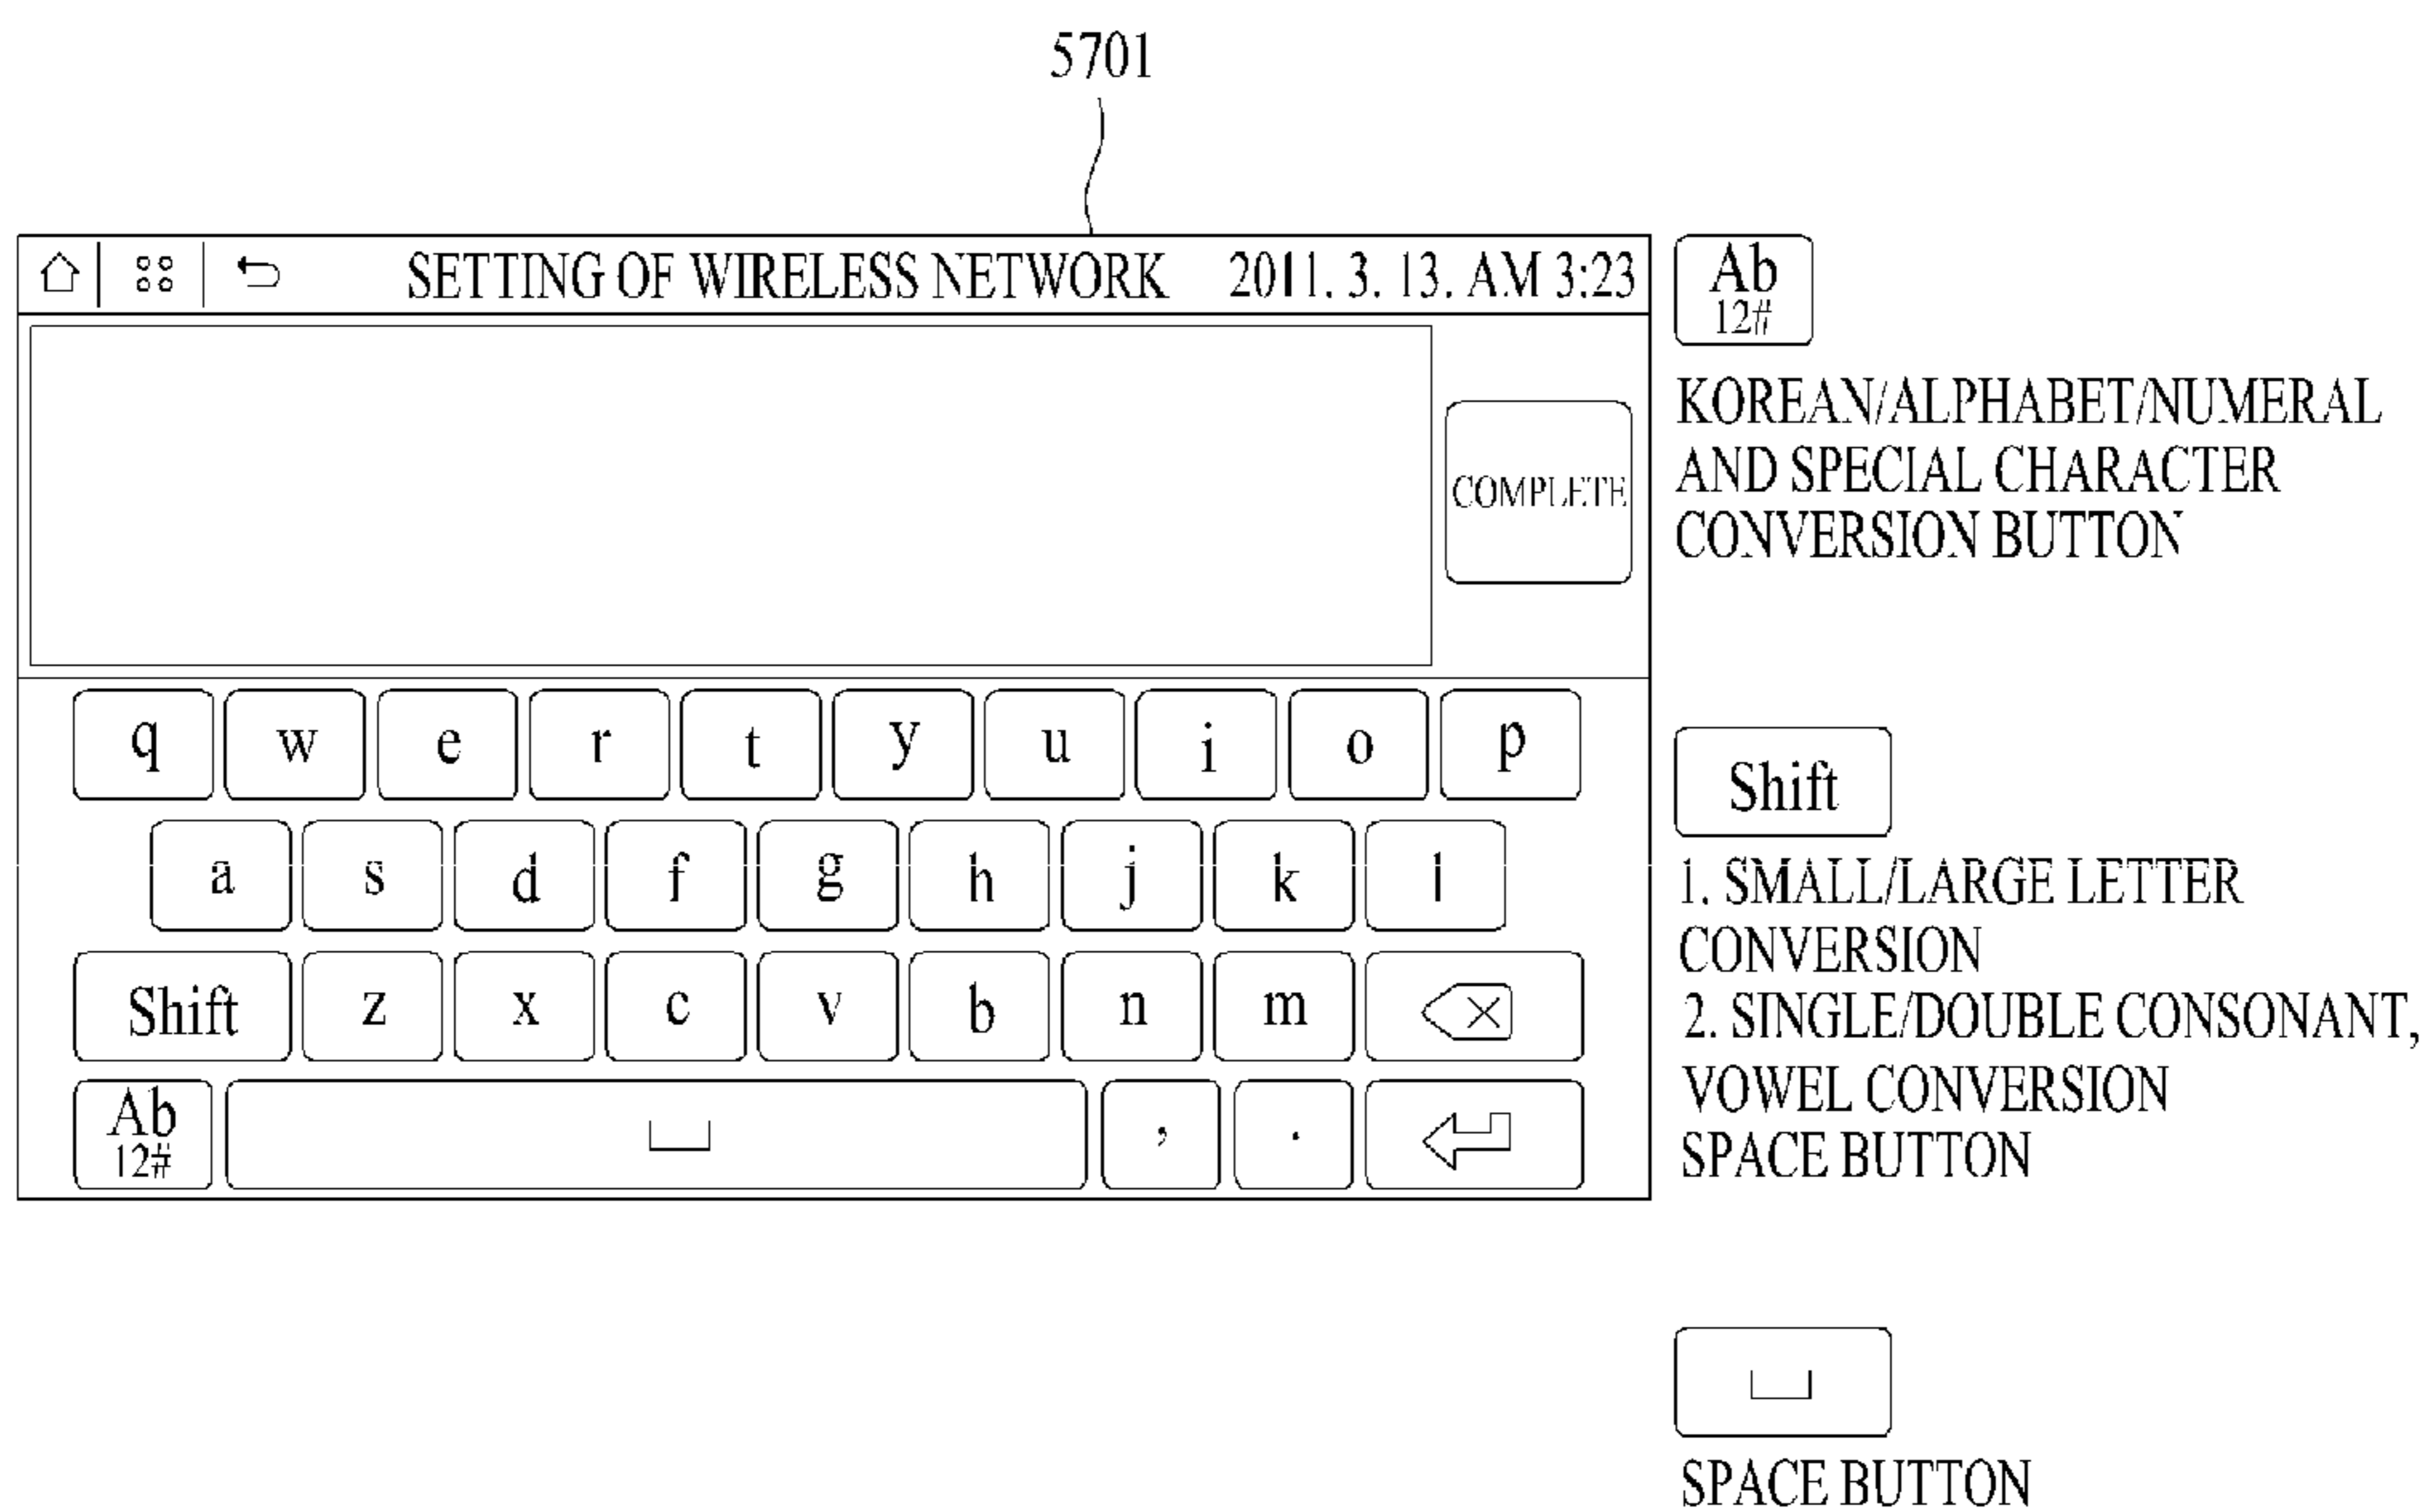 5701
SETTING OF WIRELESS NETWORK 2011. 3. 13. AM 3:23
COMPLETE
q w e r t y u i o p
a s d f g h j k l
Shift z x c v b n m
Ab
12#
, .
Ab
12#
KOREAN/ALPHABET/NUMERAL
AND SPECIAL CHARACTER
CONVERSION BUTTON
Shift
1. SMALL/LARGE LETTER
CONVERSION
2. SINGLE/DOUBLE CONSONANT,
VOWEL CONVERSION
SPACE BUTTON
SPACE BUTTON